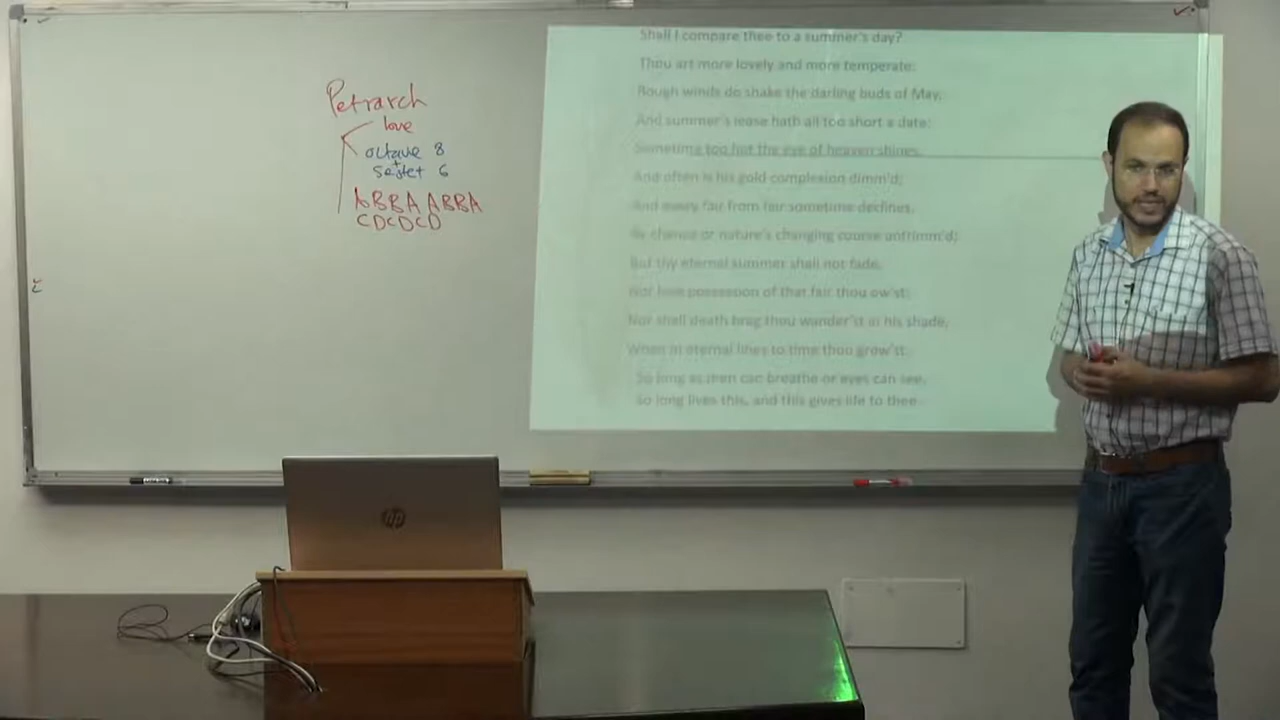 Petrarch
love
octave 8
+
sestet 6
ABBA ABBA
CDCDCD
Shall I compare thee to a summer's day?
Thou art more lovely and more temperate:
Rough winds do shake the darling buds of May,
And summer's lease hath all too short a date:
Sometime too hot the eye of heaven shines,
And often is his gold complexion dimm'd;
And every fair from fair sometime declines,
By chance or nature's changing course untrimm'd;
But thy eternal summer shall not fade,
Nor lose possession of that fair thou ow'st;
Nor shall death brag thou wander'st in his shade,
When in eternal lines to time thou grow'st:
So long as men can breathe or eyes can see,
So long lives this, and this gives life to thee.
hp